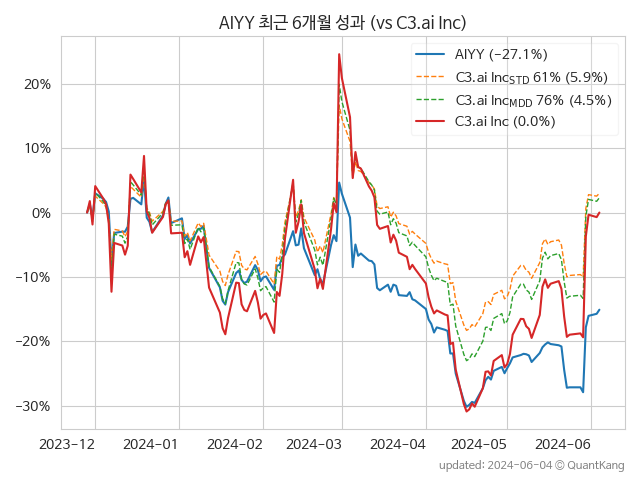 AIYY 최근 6개월 성과 (vs C3.ai Inc)
AIYY (−27.1%)
C3.ai Inc_STD 61% (5.9%)
C3.ai Inc_MDD 76% (4.5%)
C3.ai Inc (0.0%)
20%
10%
0%
−10%
−20%
−30%
2023−12 2024−01 2024−02 2024−03 2024−04 2024−05 2024−06
updated: 2024-06-04 © QuantKang